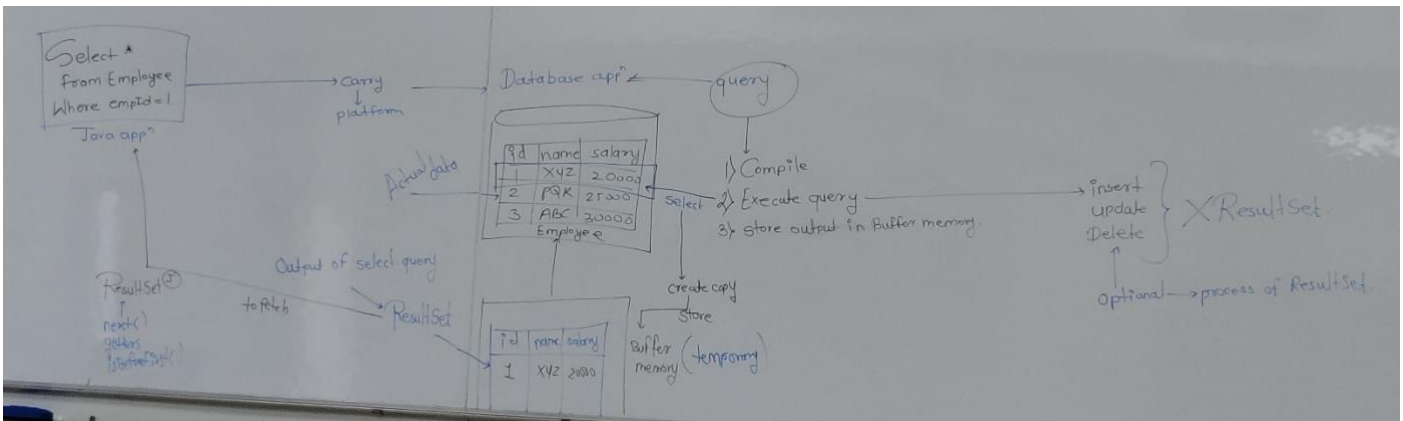 Select *
from Employee
Where empId=1
Java appⁿ
carry
platform
Database appⁿ
query
Actual data
id name salary
1 XYZ 20000
2 PQR 25000
3 ABC 30000
Employee
1) Compile
2) Execute query
3) store output in Buffer memory.
select
create copy
store
Buffer
memory (temporary)
insert
update
Delete
X ResultSet
optional → process of ResultSet.
Output of select query
ResultSet
to fetch
id name salary
1 XYZ 20000
ResultSet
next()
getters